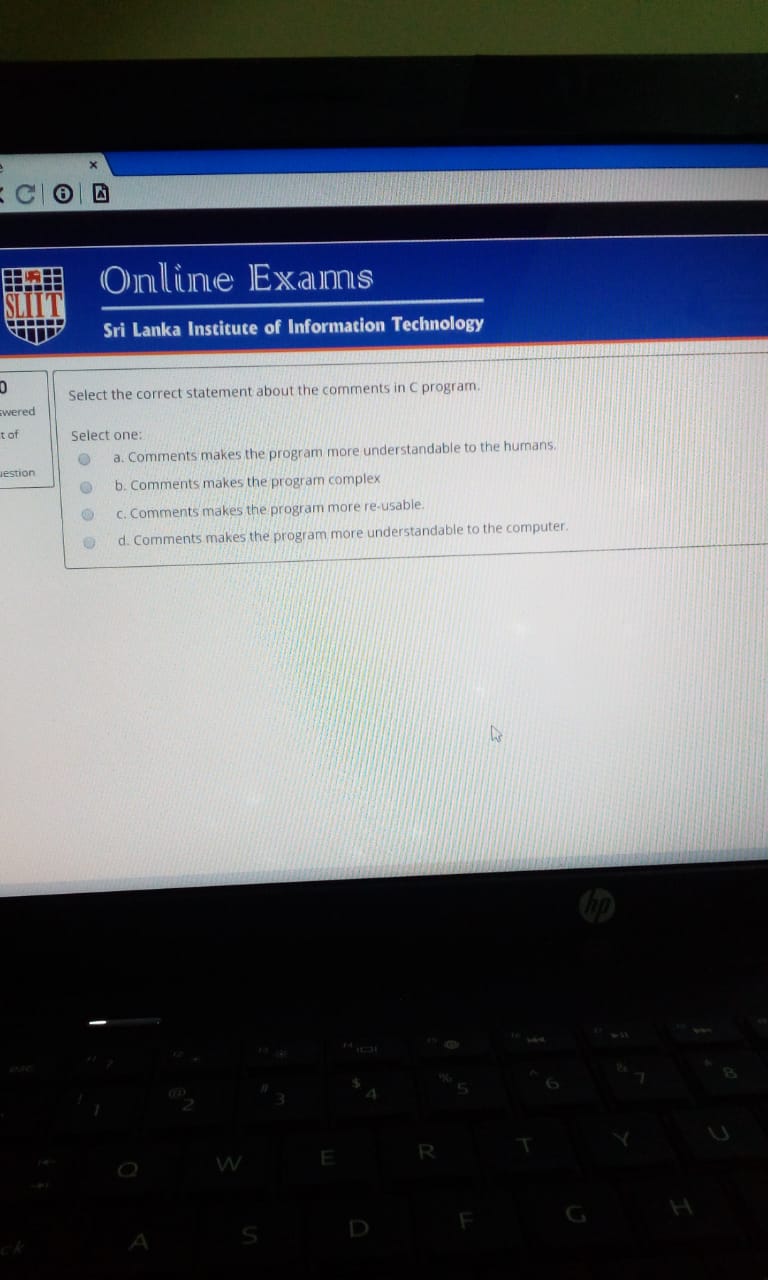 SLIIT
Online Exams
Sri Lanka Institute of Information Technology
0
wered
t of
estion
Select the correct statement about the comments in C program.
Select one:
a. Comments makes the program more understandable to the humans.
b. Comments makes the program complex
c. Comments makes the program more re-usable.
d. Comments makes the program more understandable to the computer.
hp
! 1 @ 2 # 3 $ 4 % 5 ^ 6 & 7 * 8
Q W E R T Y U
A S D F G H